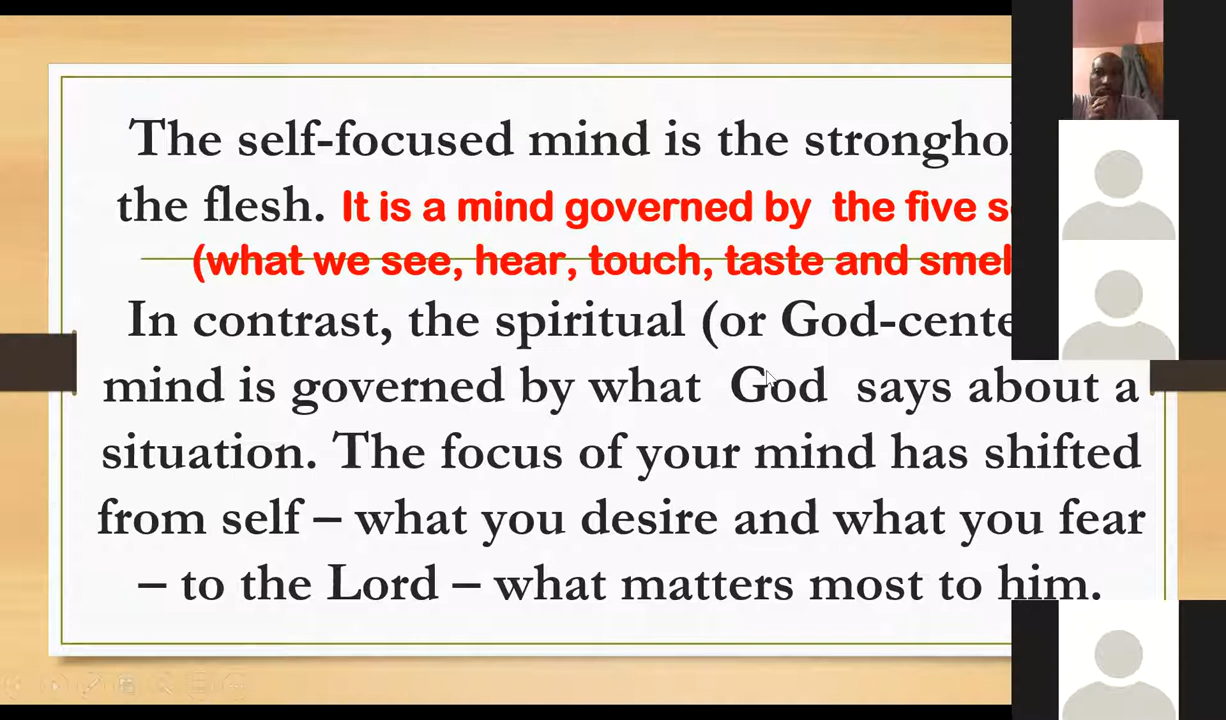 The self-focused mind is the strongho
the flesh. It is a mind governed by the five s
(what we see, hear, touch, taste and smel
In contrast, the spiritual (or God-cente
mind is governed by what God says about a
situation. The focus of your mind has shifted
from self – what you desire and what you fear
– to the Lord – what matters most to him.